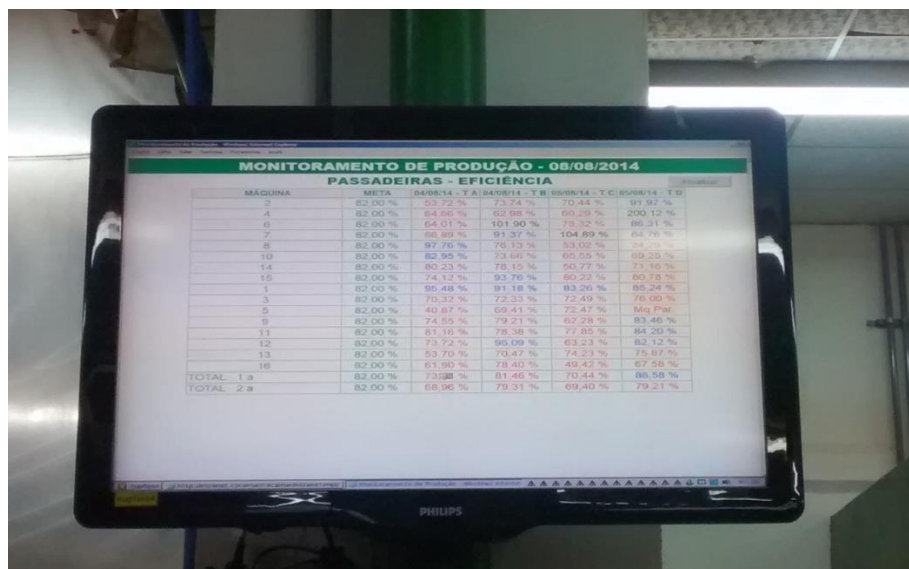 MONITORAMENTO DE PRODUÇÃO - 08/08/2014
PASSADEIRAS - EFICIÊNCIA
MÁQUINA META 04/08/14 - T.A 04/08/14 - T.B 05/08/14 - T.C 05/08/14 - T.D
2 82,00 % 53,72 % 73,74 % 70,44 % 91,97 %
4 82,00 % 64,66 % 62,98 % 60,29 % 200,12 %
6 82,00 % 64,01 % 101,90 % 78,32 % 86,31 %
7 82,00 % 66,89 % 91,37 % 104,89 % 84,76 %
8 82,00 % 97,76 % 76,13 % 53,02 %
10 82,00 % 82,95 % 73,66 % 65,55 % 69,25 %
14 82,00 % 80,23 % 78,15 % 50,77 % 71,16 %
15 82,00 % 74,12 % 93,76 % 80,22 % 80,78 %
1 82,00 % 95,48 % 91,18 % 83,26 % 85,24 %
3 82,00 % 70,32 % 72,33 % 72,49 % 76,00 %
5 82,00 % 40,87 % 69,41 % 72,47 % Mq Par
9 82,00 % 74,55 % 79,21 % 62,28 % 83,46 %
11 82,00 % 81,16 % 78,38 % 77,85 % 84,20 %
12 82,00 % 73,72 % 95,09 % 63,23 % 82,12 %
13 82,00 % 53,70 % 70,47 % 74,23 % 75,87 %
16 82,00 % 61,90 % 78,40 % 49,42 % 67,58 %
TOTAL 1 a 82,00 % 81,46 % 70,44 % 86,58 %
TOTAL 2 a 82,00 % 68,96 % 79,31 % 69,40 % 79,21 %
PHILIPS